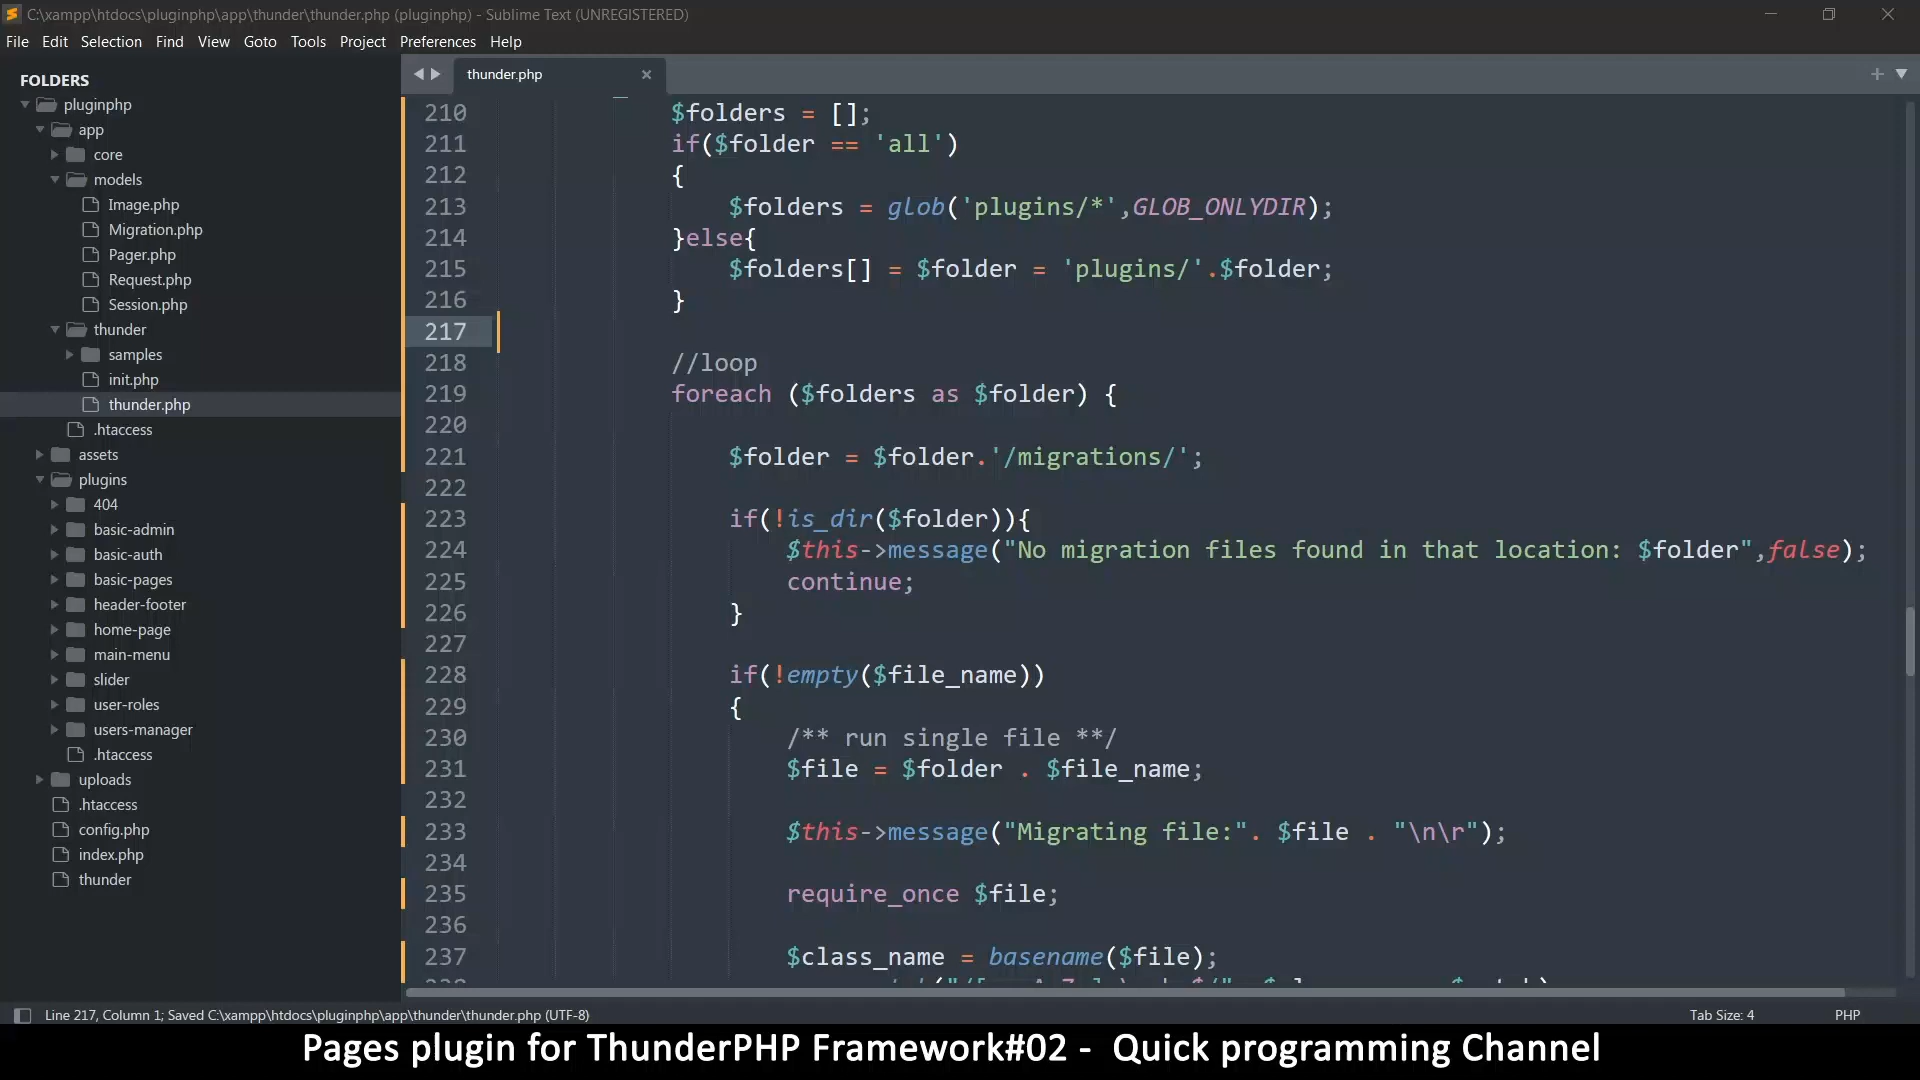 C:\xampp\htdocs\pluginphp\app\thunder\thunder.php (pluginphp) - Sublime Text (UNREGISTERED)
File Edit Selection Find View Goto Tools Project Preferences Help
FOLDERS
pluginphp
app
core
models
Image.php
Migration.php
Pager.php
Request.php
Session.php
thunder
samples
init.php
thunder.php
.htaccess
assets
plugins
404
basic-admin
basic-auth
basic-pages
header-footer
home-page
main-menu
slider
user-roles
users-manager
.htaccess
uploads
.htaccess
config.php
index.php
thunder
thunder.php
210 $folders = [];
211 if($folder == 'all')
212 {
213 $folders = glob('plugins/*',GLOB_ONLYDIR);
214 }else{
215 $folders[] = $folder = 'plugins/'.$folder;
216 }
217
218 //loop
219 foreach ($folders as $folder) {
220
221 $folder = $folder.'/migrations/';
222
223 if(!is_dir($folder)){
224 $this->message("No migration files found in that location: $folder",false);
225 continue;
226 }
227
228 if(!empty($file_name))
229 {
230 /** run single file **/
231 $file = $folder . $file_name;
232
233 $this->message("Migrating file:". $file . "\n\r");
234
235 require_once $file;
236
237 $class_name = basename($file);
Line 217, Column 1; Saved C:\xampp\htdocs\pluginphp\app\thunder\thunder.php (UTF-8)
Tab Size: 4 PHP
Pages plugin for ThunderPHP Framework#02 - Quick programming Channel